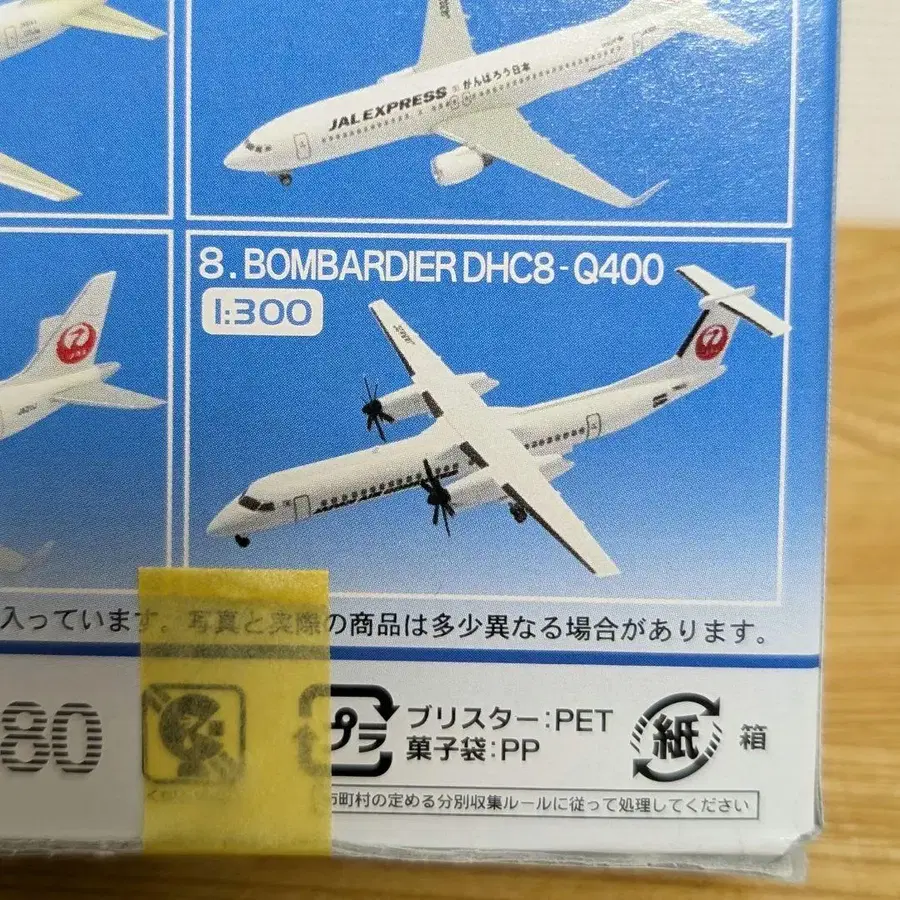 JAL EXPRESS がんばろう日本
8. BOMBARDIER DHC8-Q400
1:300
入っています。写真と実際の商品は多少異なる場合があります。
80
プラ
ブリスター:PET
菓子袋:PP
紙
箱
市町村の定める分別収集ルールに従って処理してください